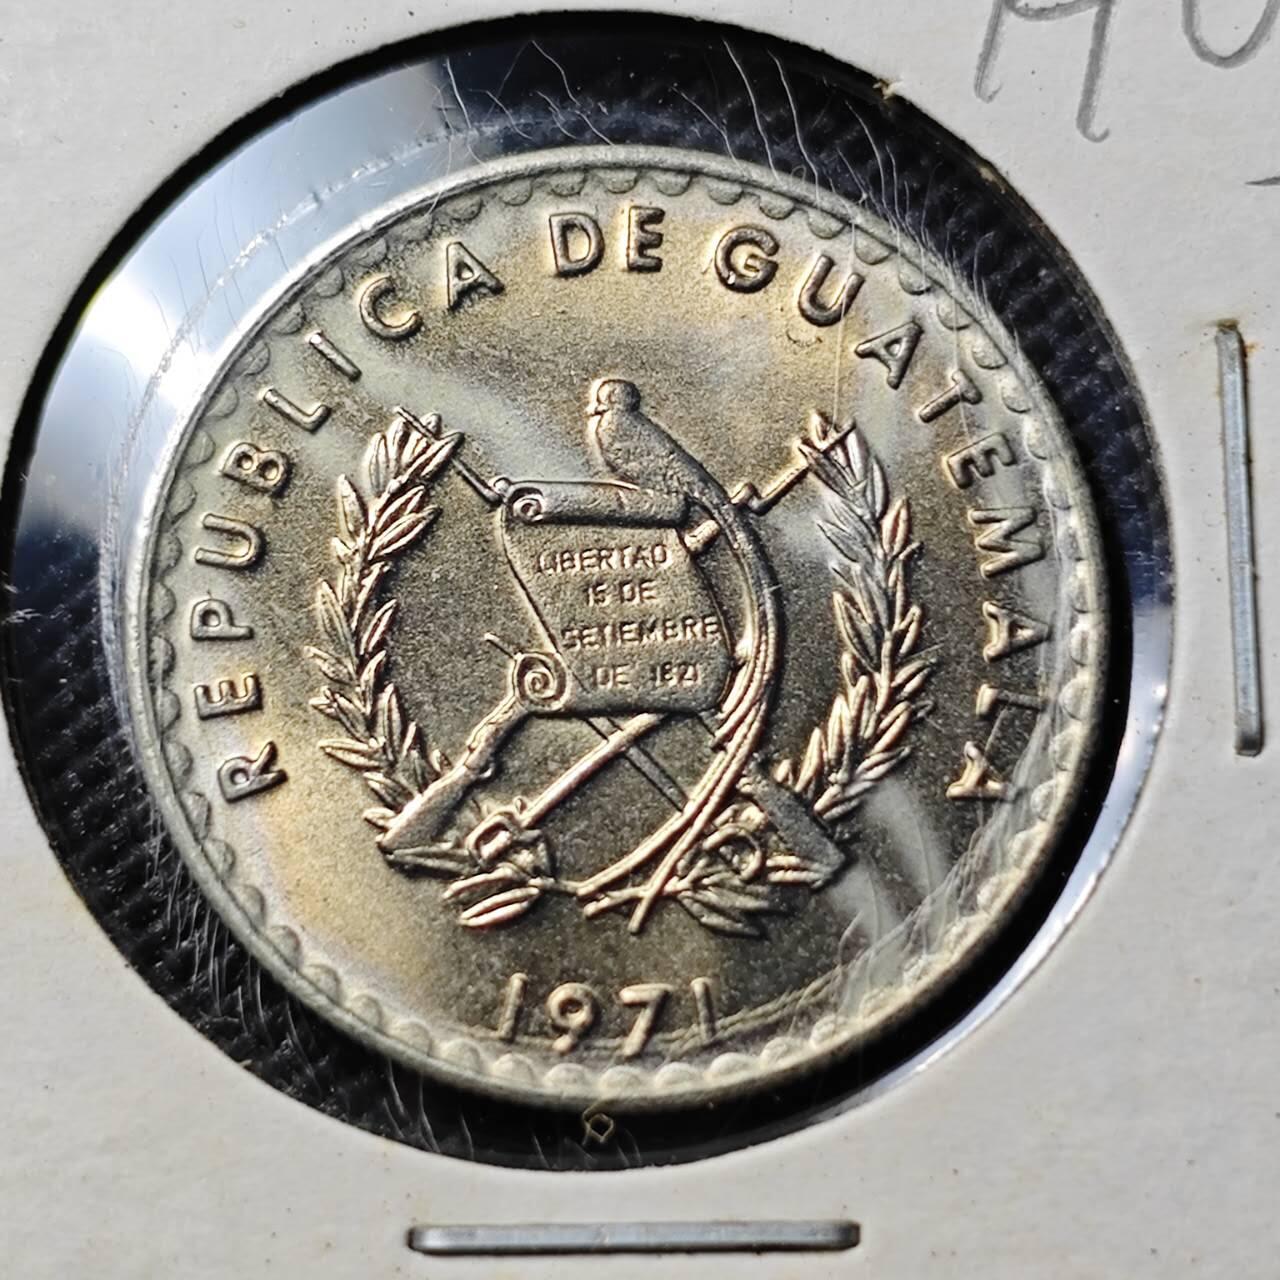 REPUBLICA DE GUATEMALA
LIBERTAD
15 DE
SETIEMBRE
DE 1821
1971